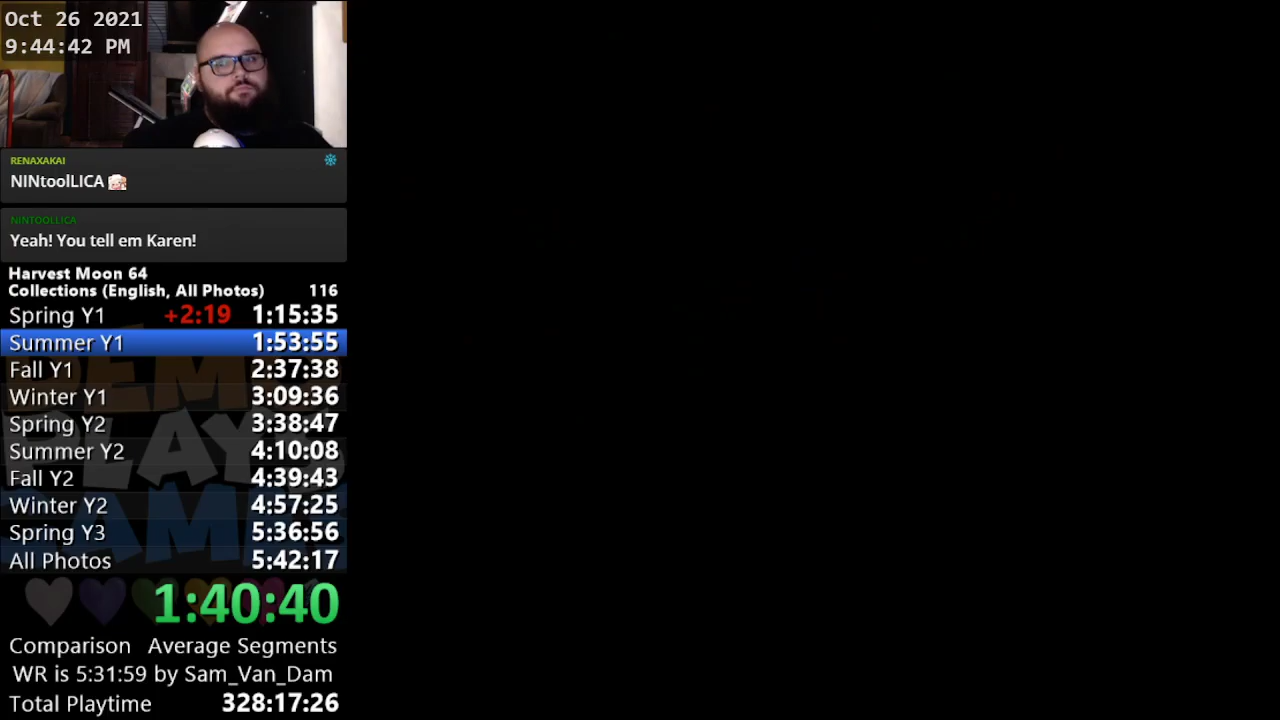 Oct 26 2021
9:44:42 PM
RENAXAKAI
NINtoolLICA
NINTOOLLICA
Yeah! You tell em Karen!
Harvest Moon 64
Collections (English, All Photos) 116
Spring Y1 +2:19 1:15:35
Summer Y1 1:53:55
Fall Y1 2:37:38
Winter Y1 3:09:36
Spring Y2 3:38:47
Summer Y2 4:10:08
Fall Y2 4:39:43
Winter Y2 4:57:25
Spring Y3 5:36:56
All Photos 5:42:17
DEMO
PLAYS
GAMES
1:40:40
Comparison Average Segments
WR is 5:31:59 by Sam_Van_Dam
Total Playtime 328:17:26